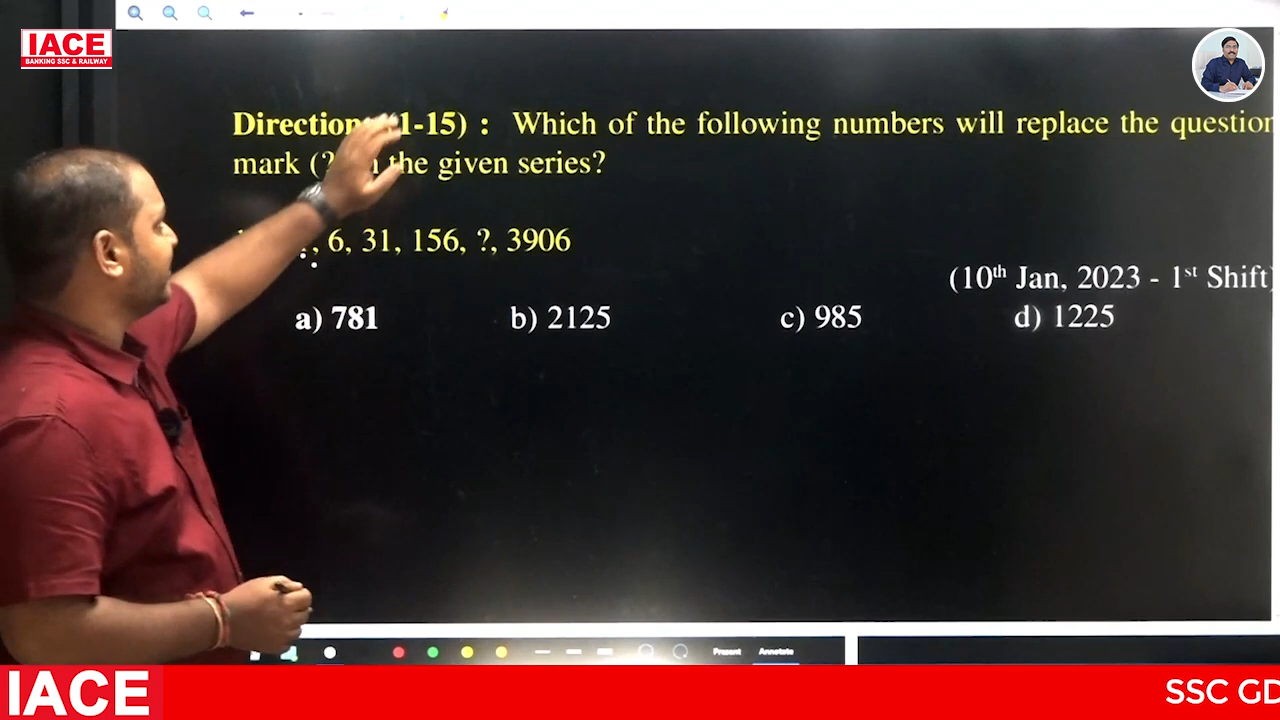 IACE
BANKING SSC & RAILWAY
1-15) : Which of the following numbers will replace the question
mark (? the given series?
6, 31, 156, ?, 3906
(10th Jan, 2023 - 1st Shift)
a) 781 b) 2125 c) 985 d) 1225
Present Annotate
IACE SSC GD